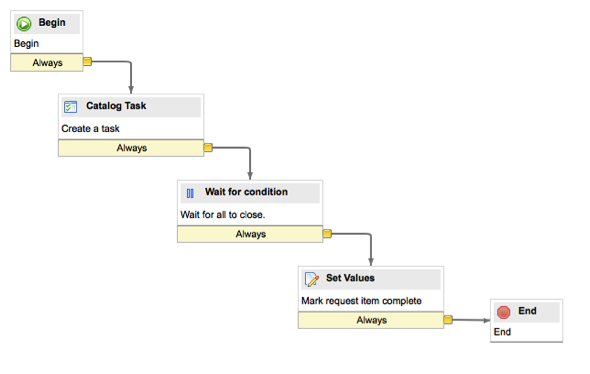 Begin
Begin
Always
Catalog Task
Create a task
Always
Wait for condition
Wait for all to close.
Always
Set Values
Mark request item complete
Always
End
End